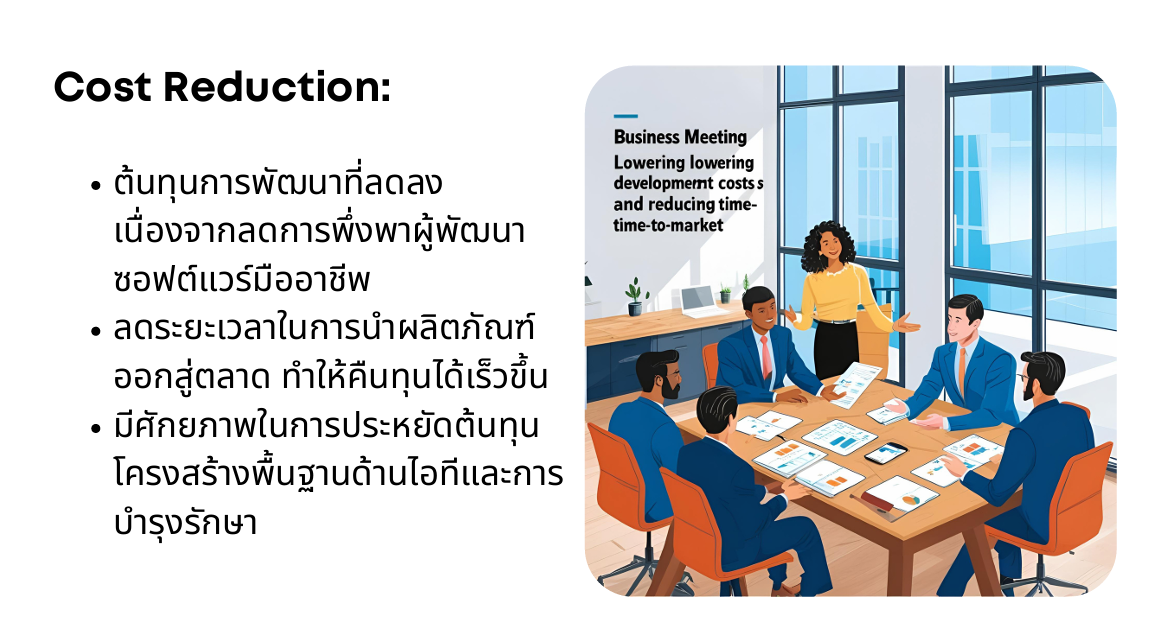 Cost Reduction:
• ต้นทุนการพัฒนาที่ลดลง
เนื่องจากลดการพึ่งพาผู้พัฒนา
ซอฟต์แวร์มืออาชีพ
• ลดระยะเวลาในการนำผลิตภัณฑ์
ออกสู่ตลาด ทำให้คืนทุนได้เร็วขึ้น
• มีศักยภาพในการประหยัดต้นทุน
โครงสร้างพื้นฐานด้านไอทีและการ
บำรุงรักษา
Business Meeting
Lowering lowering
development costs s
and reducing time-
time-to-market